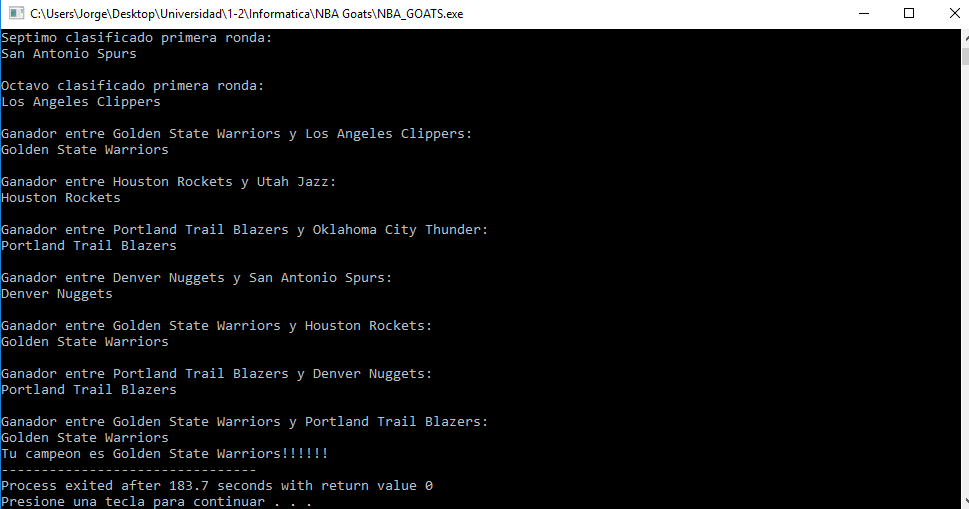 C:\Users\Jorge\Desktop\Universidad\1-2\Informatica\NBA Goats\NBA_GOATS.exe
Septimo clasificado primera ronda:
San Antonio Spurs
Octavo clasificado primera ronda:
Los Angeles Clippers
Ganador entre Golden State Warriors y Los Angeles Clippers:
Golden State Warriors
Ganador entre Houston Rockets y Utah Jazz:
Houston Rockets
Ganador entre Portland Trail Blazers y Oklahoma City Thunder:
Portland Trail Blazers
Ganador entre Denver Nuggets y San Antonio Spurs:
Denver Nuggets
Ganador entre Golden State Warriors y Houston Rockets:
Golden State Warriors
Ganador entre Portland Trail Blazers y Denver Nuggets:
Portland Trail Blazers
Ganador entre Golden State Warriors y Portland Trail Blazers:
Golden State Warriors
Tu campeon es Golden State Warriors!!!!!!
--------------------------------
Process exited after 183.7 seconds with return value 0
Presione una tecla para continuar . . .